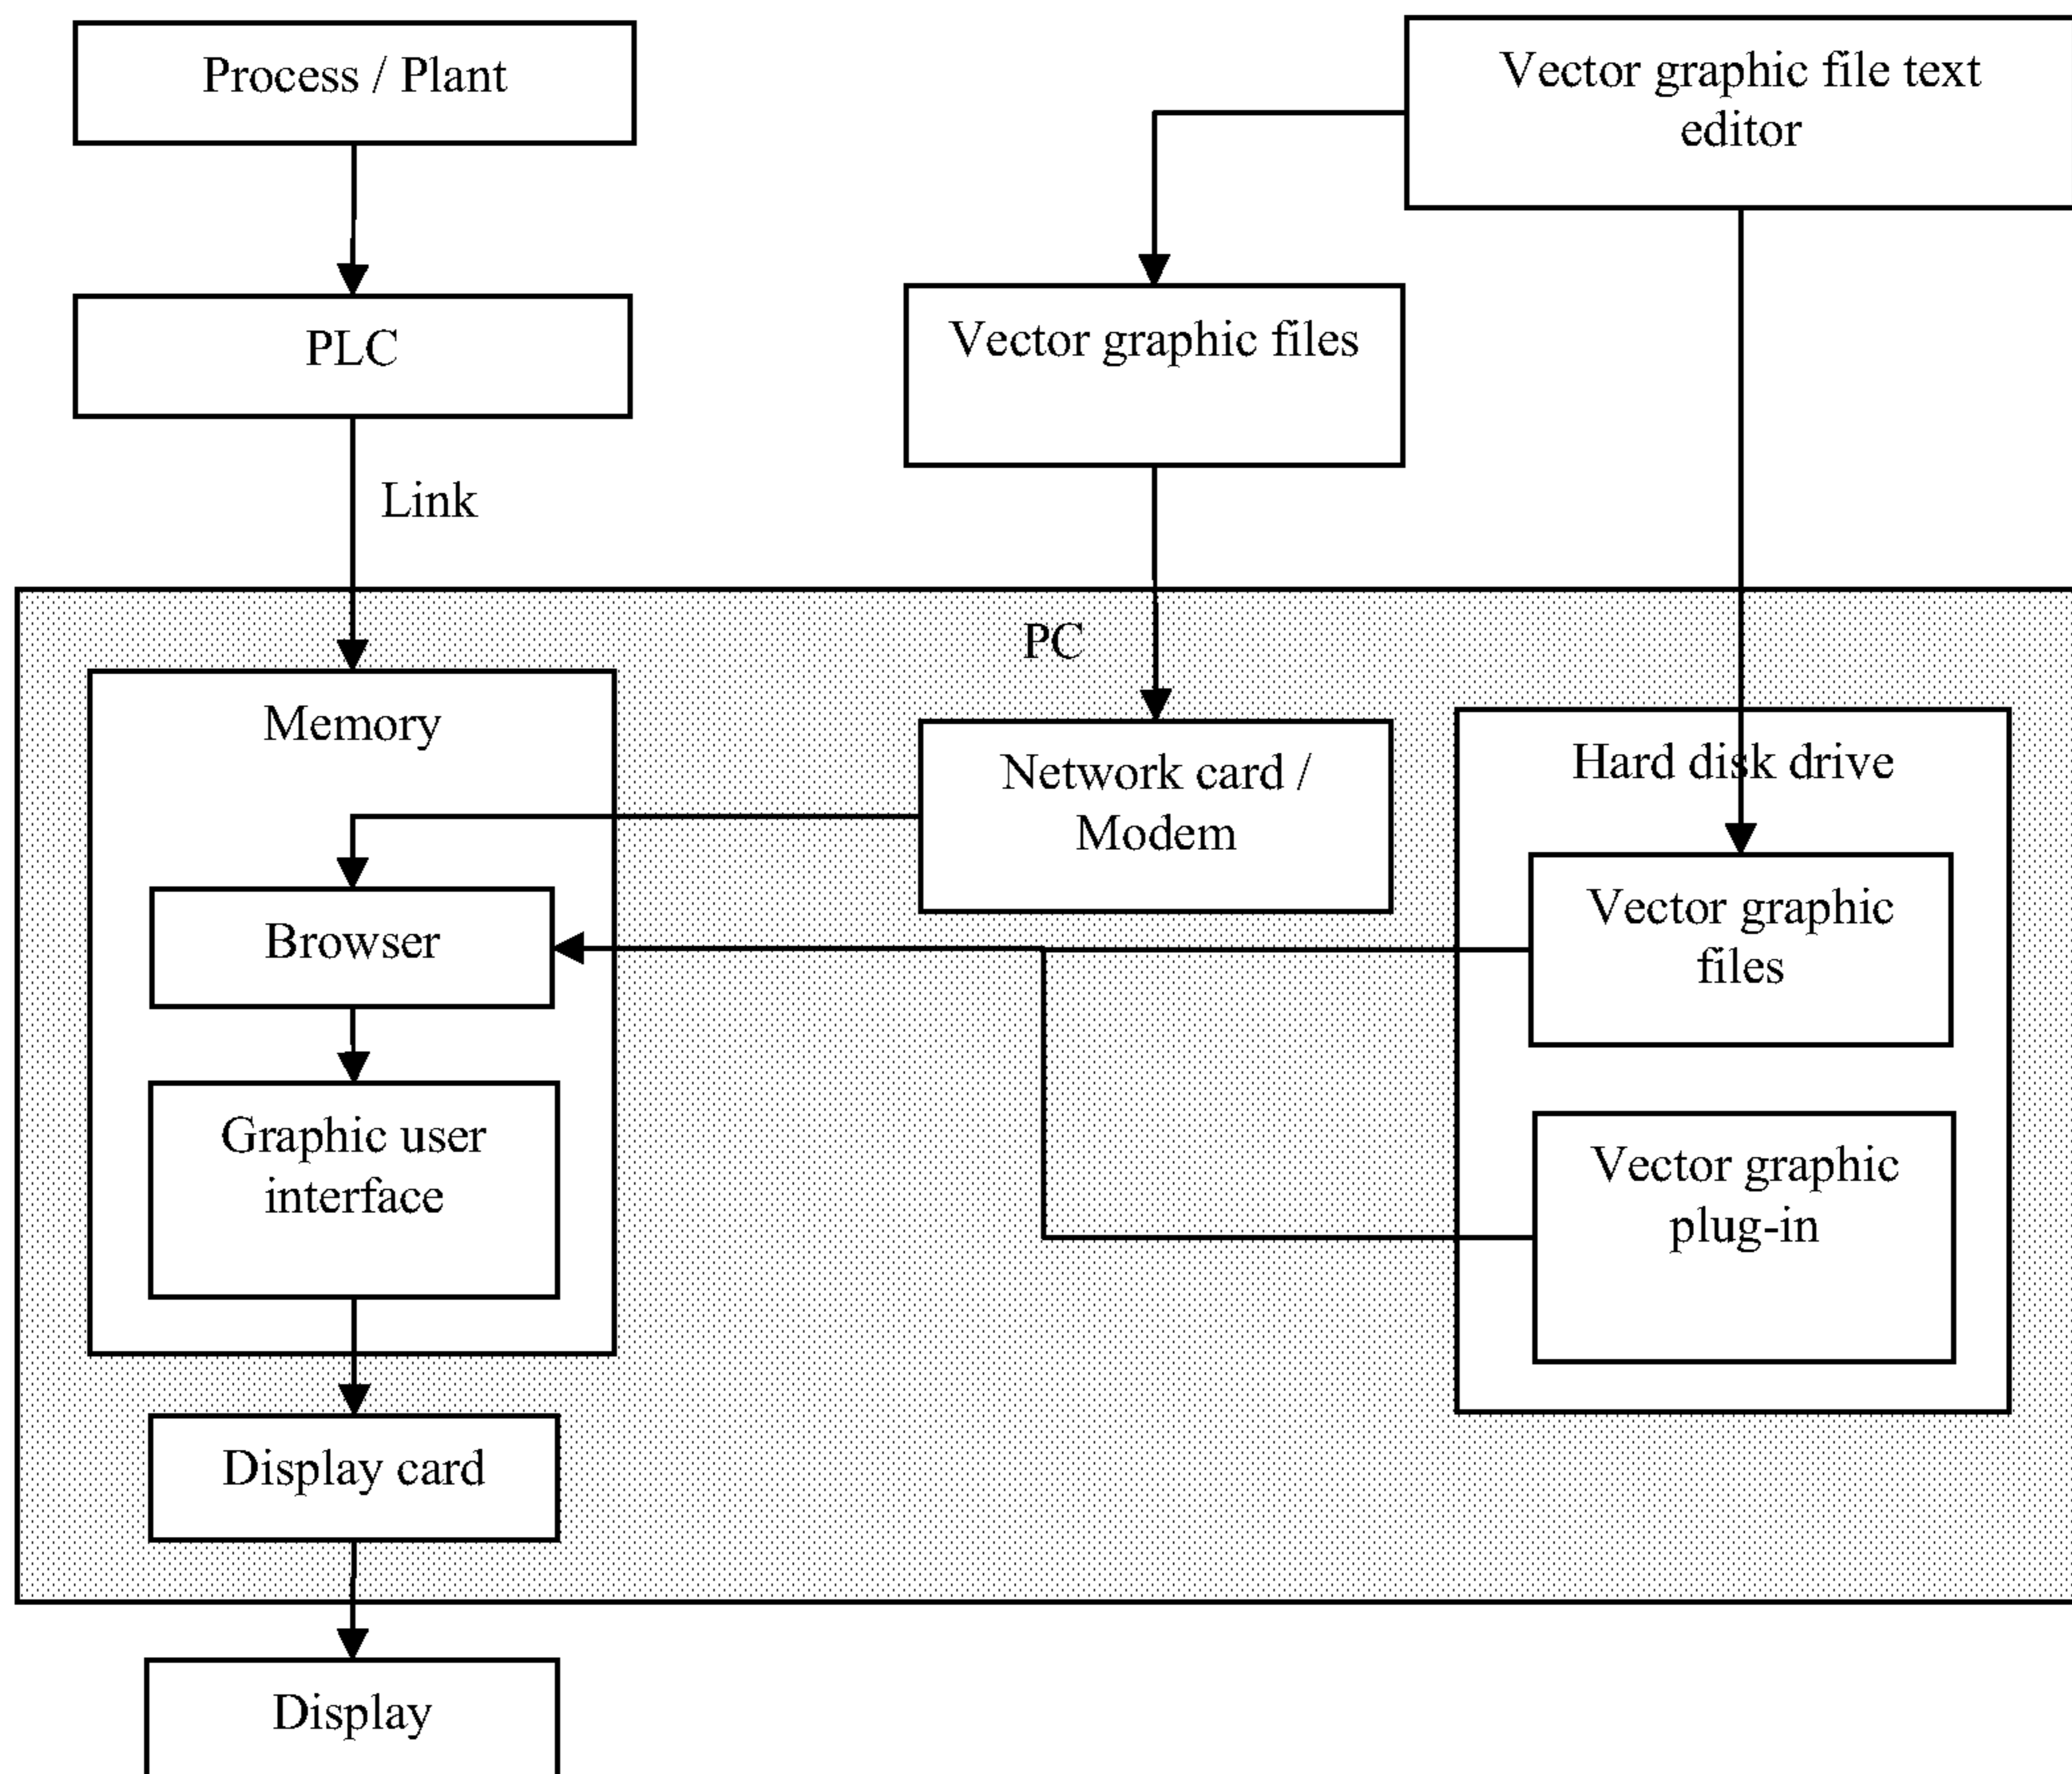 Process / Plant
Vector graphic file text
editor
PLC
Vector graphic files
Link
PC
Memory
Network card /
Modem
Hard disk drive
Browser
Vector graphic
files
Graphic user
interface
Vector graphic
plug-in
Display card
Display